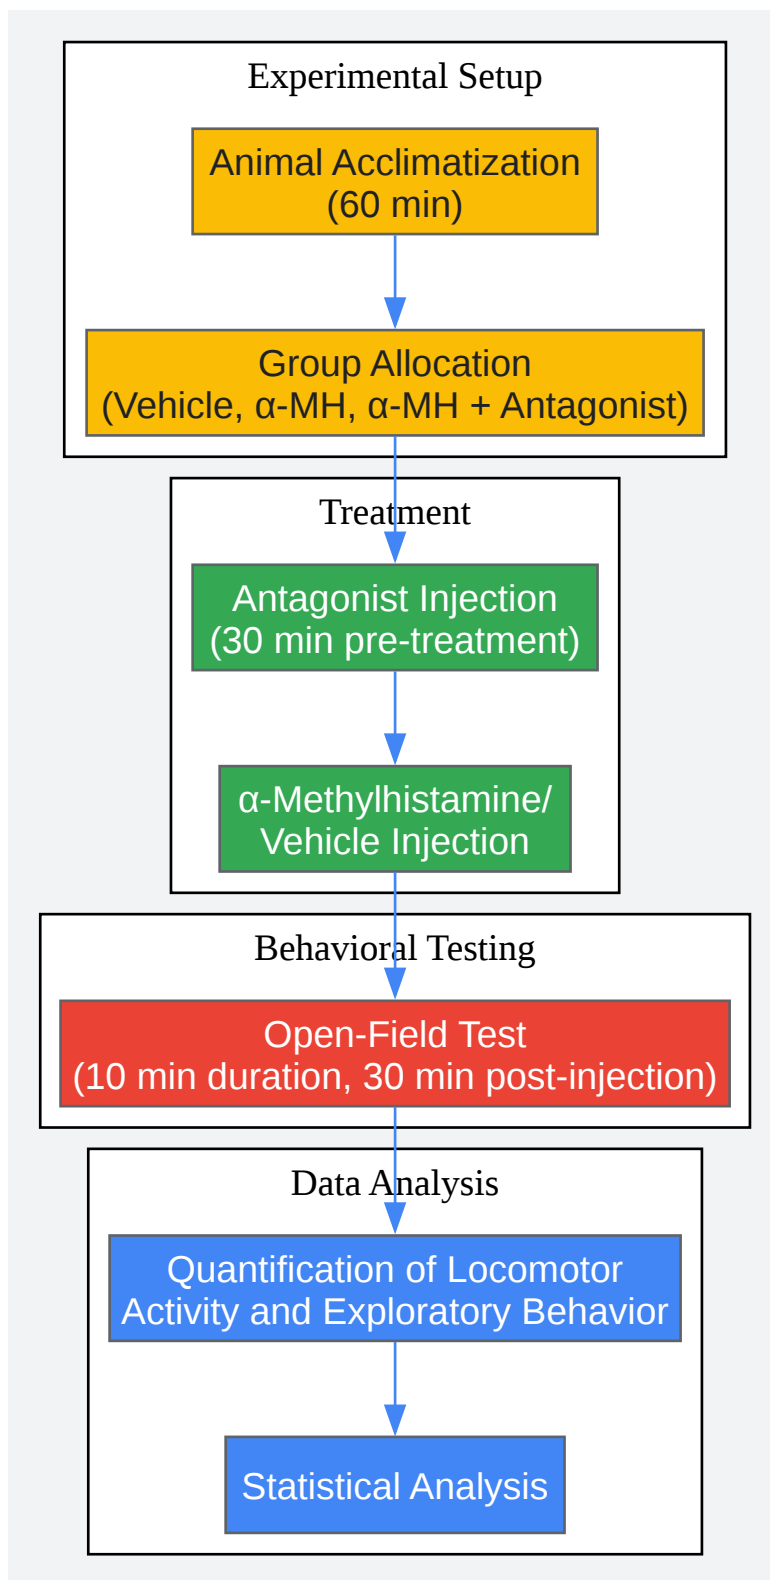 Experimental Setup
Animal Acclimatization
(60 min)
Group Allocation
(Vehicle, α-MH, α-MH + Antagonist)
Treatment
Antagonist Injection
(30 min pre-treatment)
α-Methylhistamine/
Vehicle Injection
Behavioral Testing
Open-Field Test
(10 min duration, 30 min post-injection)
Data Analysis
Quantification of Locomotor
Activity and Exploratory Behavior
Statistical Analysis